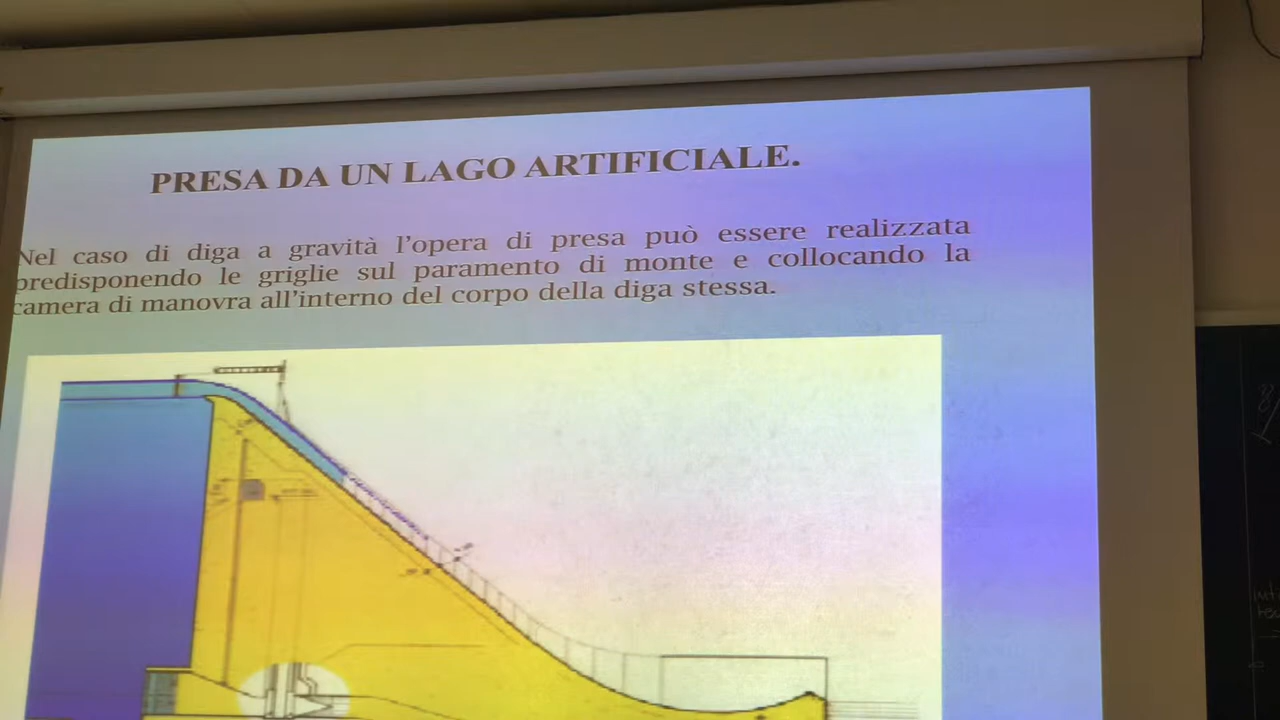 PRESA DA UN LAGO ARTIFICIALE.
Nel caso di diga a gravità l'opera di presa può essere realizzata
predisponendo le griglie sul paramento di monte e collocando la
camera di manovra all'interno del corpo della diga stessa.